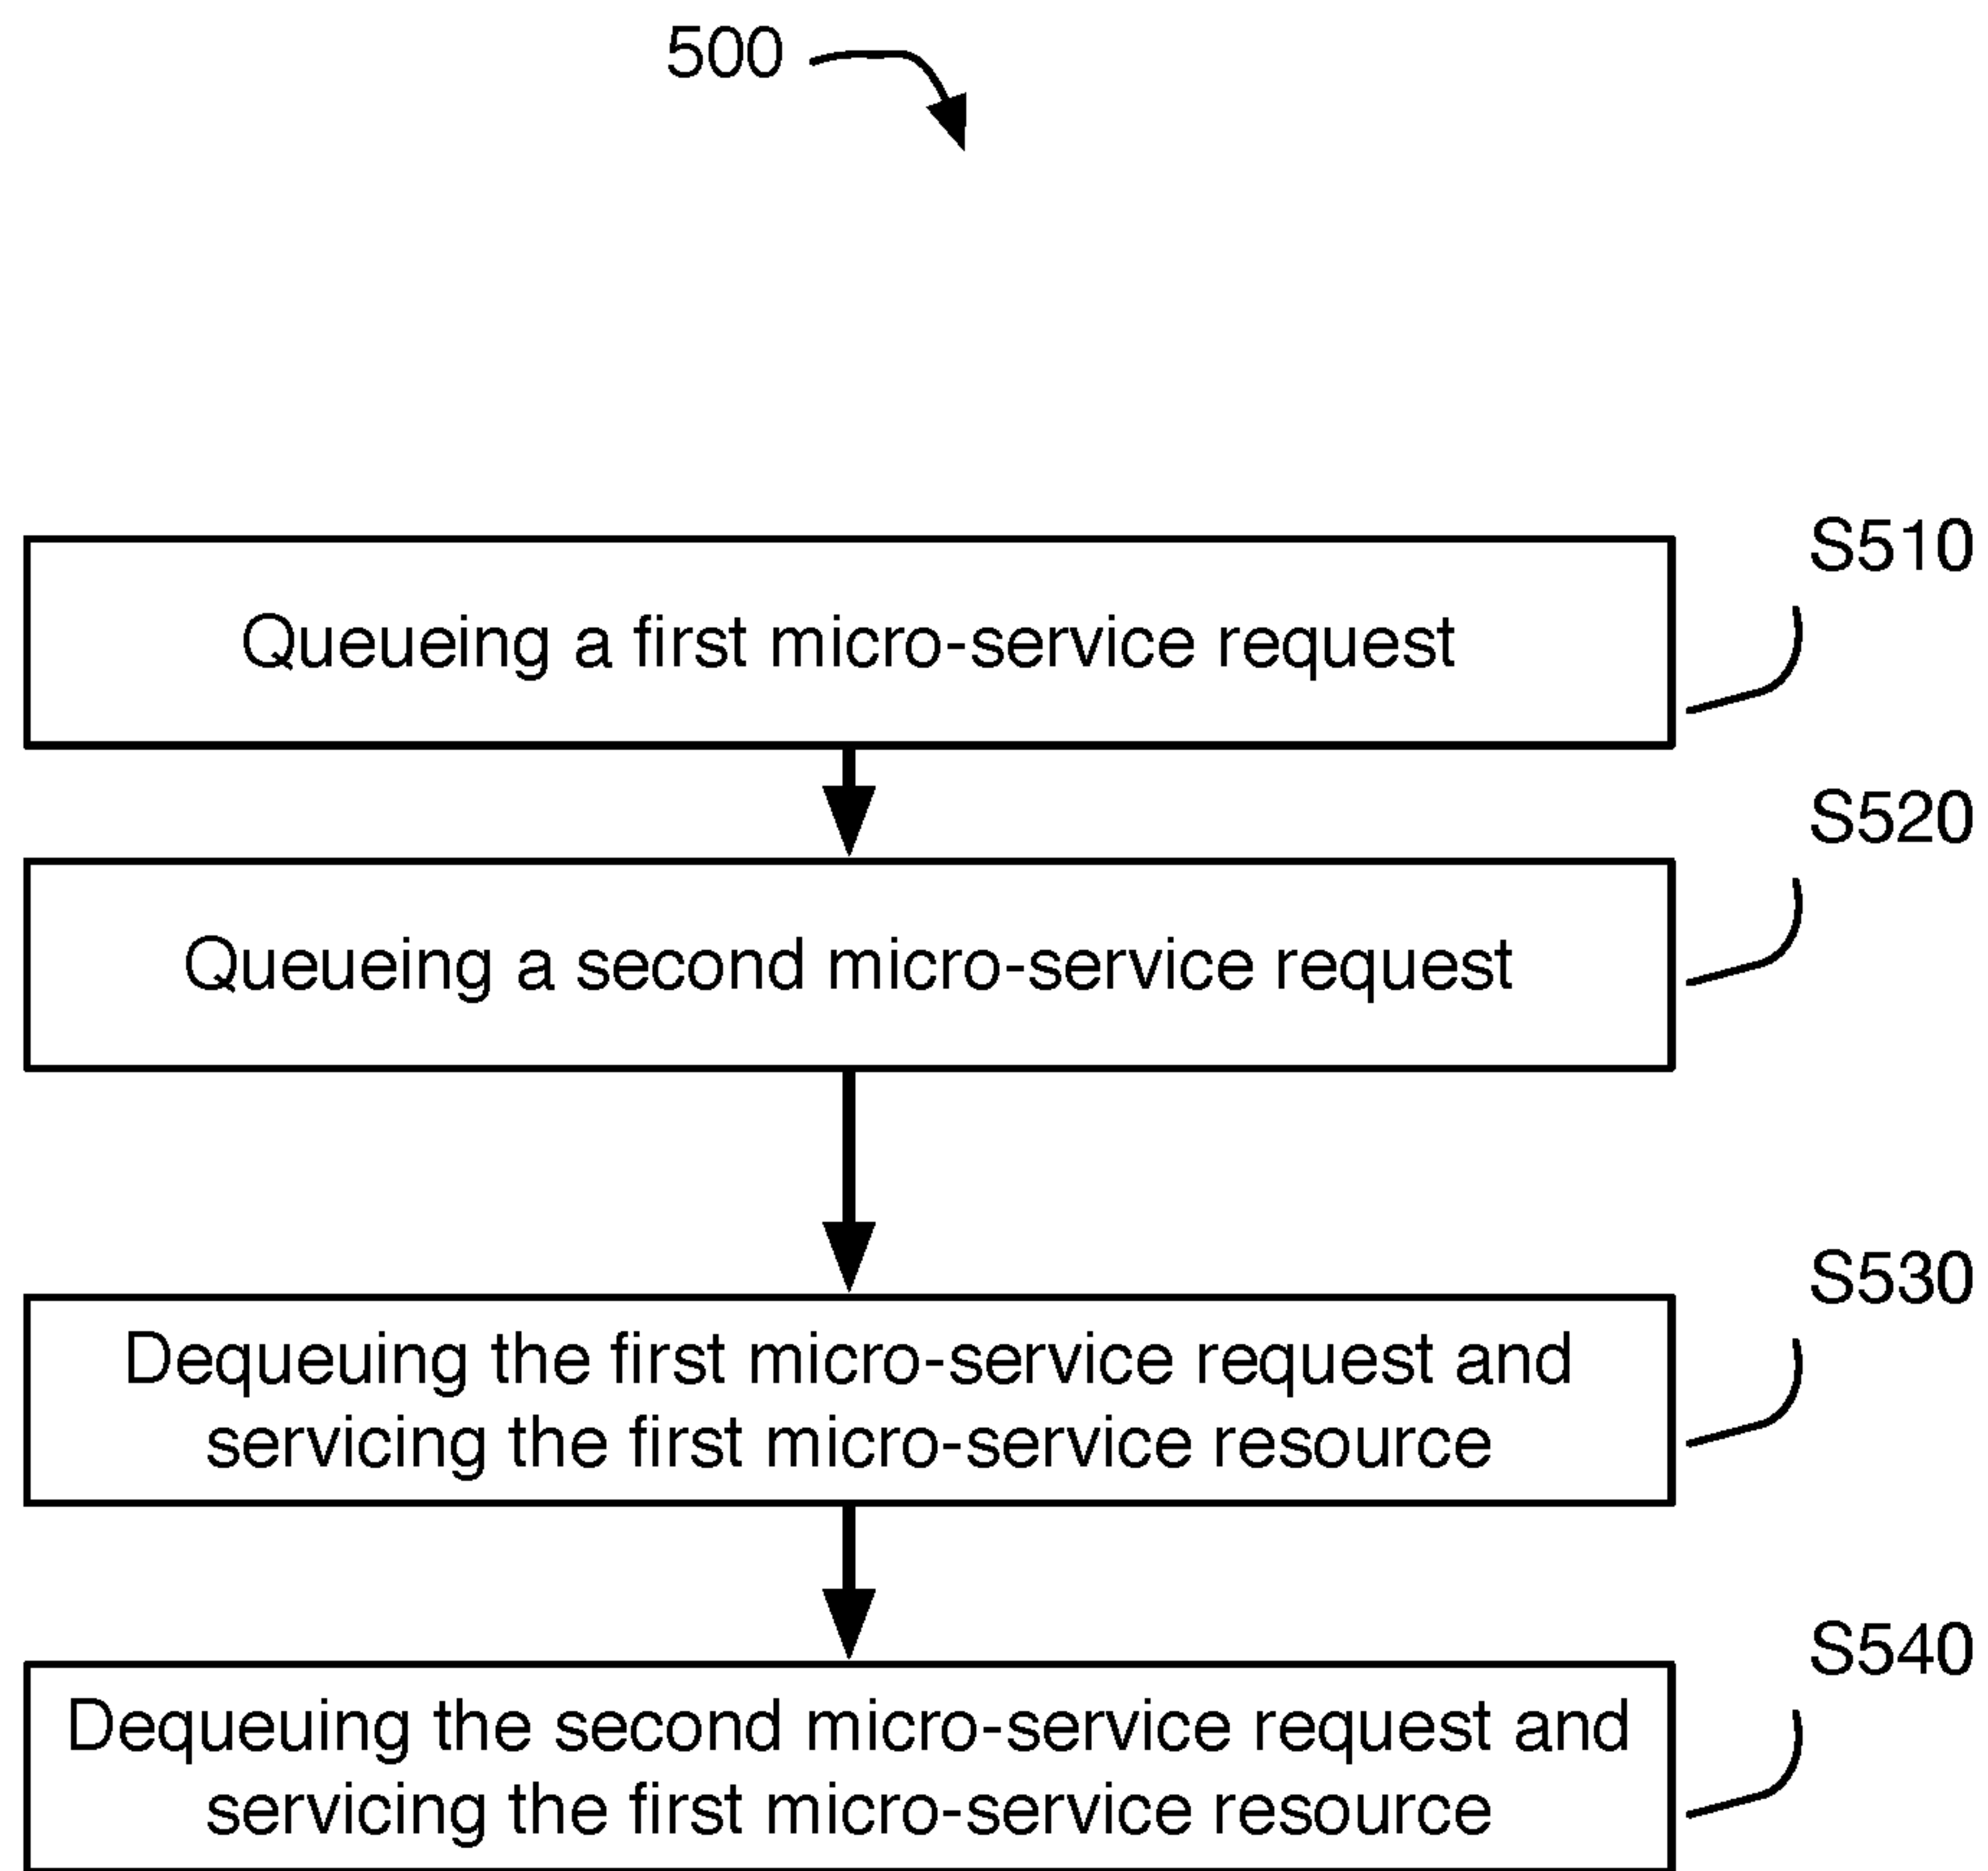 500
S510
Queueing a first micro-service request
S520
Queueing a second micro-service request
S530
Dequeuing the first micro-service request and
servicing the first micro-service resource
S540
Dequeuing the second micro-service request and
servicing the first micro-service resource